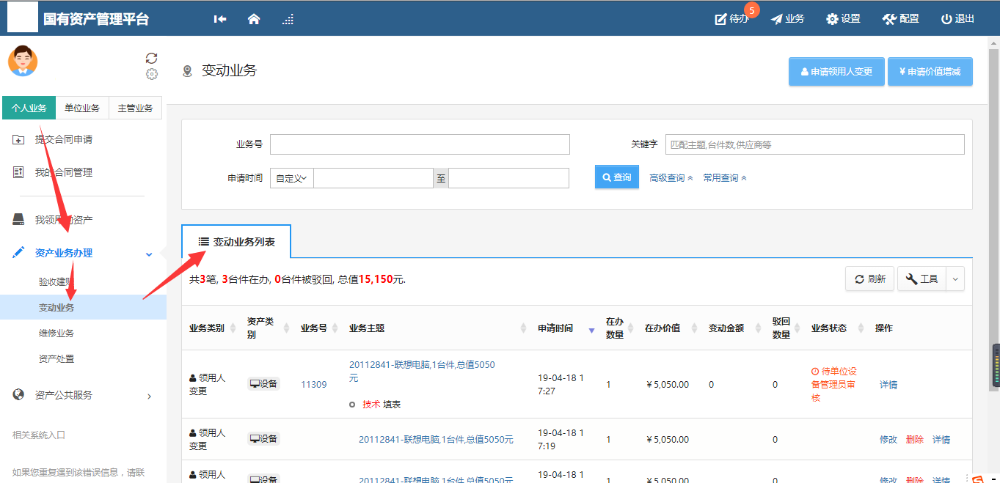 国有资产管理平台
待办 5
业务
设置
配置
退出
变动业务
申请领用人变更
¥ 申请价值增减
个人业务 单位业务 主管业务
提交合同申请
我的合同管理
我领用的资产
资产业务办理
验收建账
变动业务
维修业务
资产处置
资产公共服务
相关系统入口
如果您重复遇到该错误信息，请联
业务号
关键字 匹配主题,台件数,供应商等
申请时间 自定义 至
查询 高级查询 常用查询
变动业务列表
共3笔, 3台件在办, 0台件被驳回, 总值15,150元.
刷新 工具
业务类别 资产类别 业务号 业务主题 申请时间 在办数量 在办价值 变动金额 驳回数量 业务状态 操作
领用人变更 设备 11309 20112841-联想电脑,1台件,总值5050元 19-04-18 17:27 1 ¥5,050.00 0 0 待单位设备管理员审核 详情
技术 填表
领用人变更 设备 20112841-联想电脑,1台件,总值5050元 19-04-18 17:19 1 ¥5,050.00 0 修改 删除 详情
领用人 设备 20112841-联想电脑,1台件,总值5050元 19-04-18 1 1 ¥5,050.00 0 修改 删除 详情